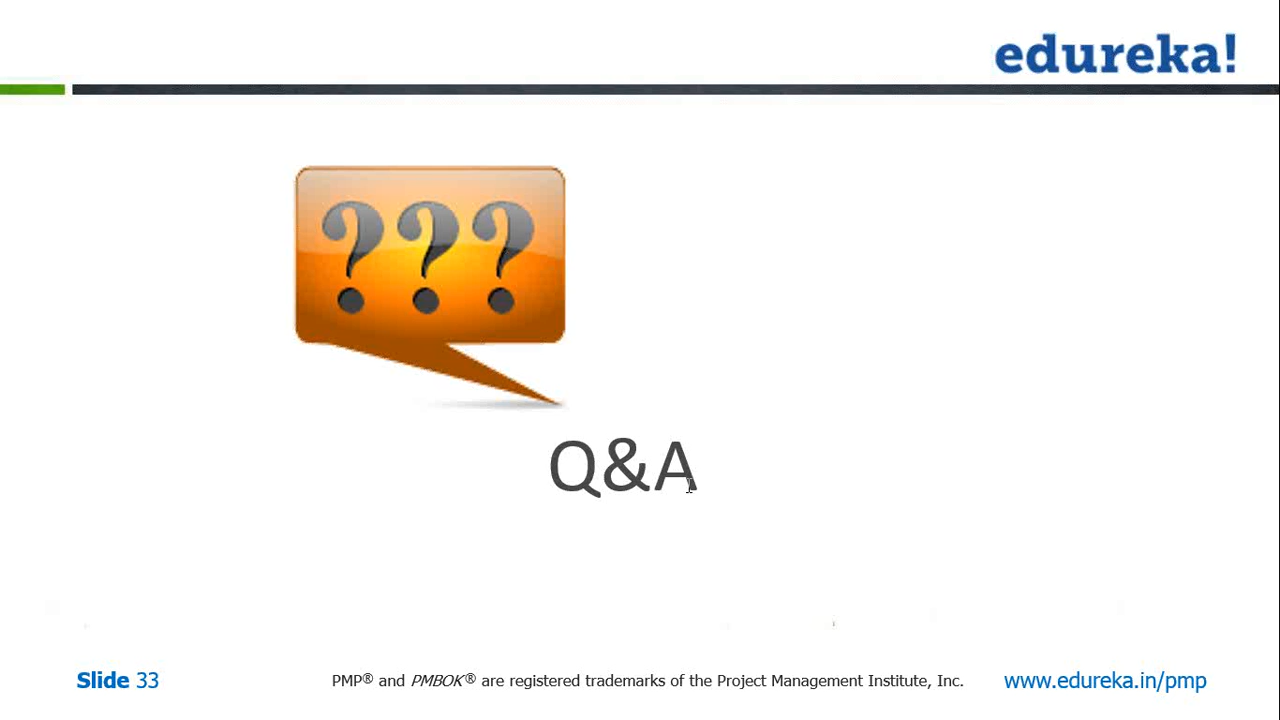 edureka!
???
Q&A
Slide 33
PMP® and PMBOK® are registered trademarks of the Project Management Institute, Inc.
www.edureka.in/pmp